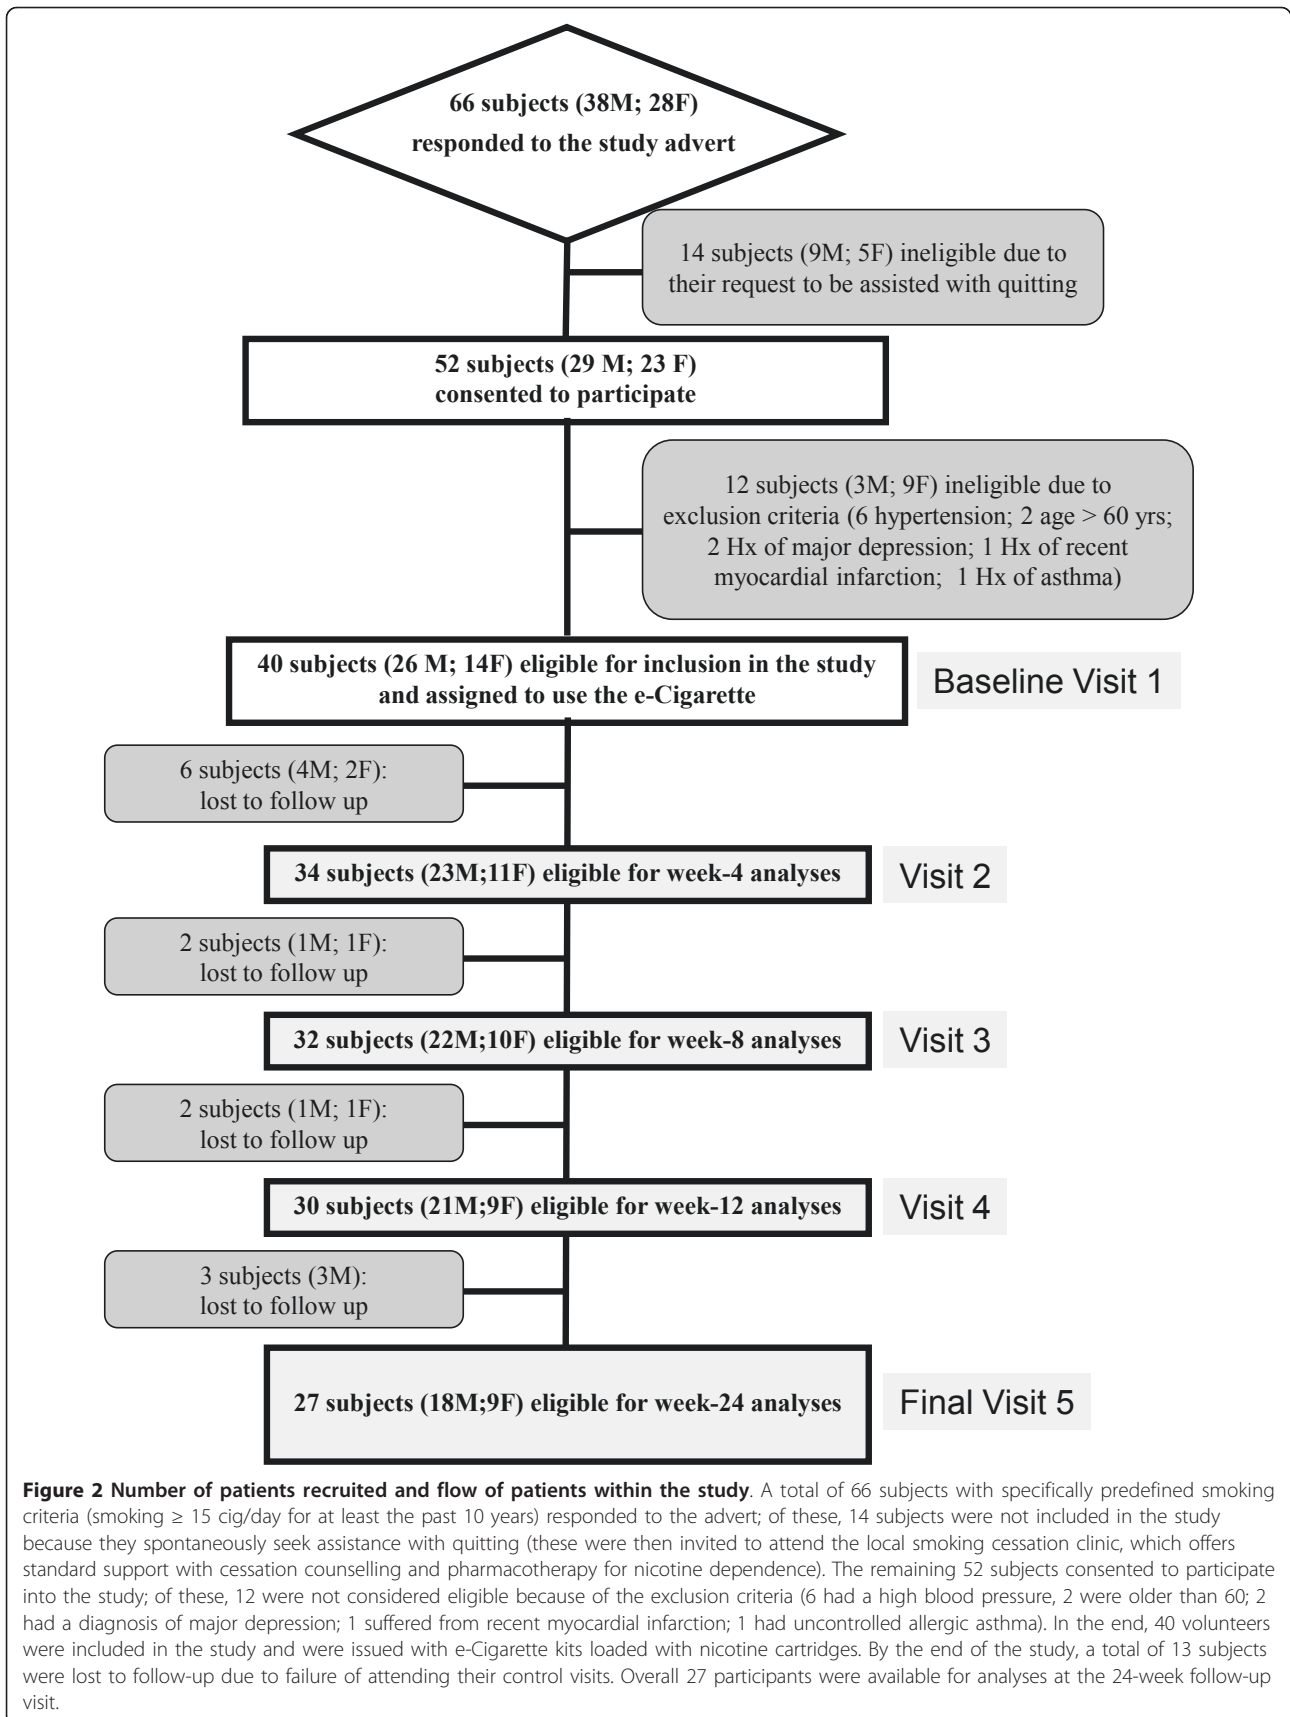 66 subjects (38M; 28F)
responded to the study advert
14 subjects (9M; 5F) ineligible due to
their request to be assisted with quitting
52 subjects (29 M; 23 F)
consented to participate
12 subjects (3M; 9F) ineligible due to
exclusion criteria (6 hypertension; 2 age > 60 yrs;
2 Hx of major depression; 1 Hx of recent
myocardial infarction; 1 Hx of asthma)
40 subjects (26 M; 14F) eligible for inclusion in the study
and assigned to use the e-Cigarette
Baseline Visit 1
6 subjects (4M; 2F):
lost to follow up
34 subjects (23M;11F) eligible for week-4 analyses
Visit 2
2 subjects (1M; 1F):
lost to follow up
32 subjects (22M;10F) eligible for week-8 analyses
Visit 3
2 subjects (1M; 1F):
lost to follow up
30 subjects (21M;9F) eligible for week-12 analyses
Visit 4
3 subjects (3M):
lost to follow up
27 subjects (18M;9F) eligible for week-24 analyses
Final Visit 5
Figure 2 Number of patients recruited and flow of patients within the study. A total of 66 subjects with specifically predefined smoking
criteria (smoking ≥ 15 cig/day for at least the past 10 years) responded to the advert; of these, 14 subjects were not included in the study
because they spontaneously seek assistance with quitting (these were then invited to attend the local smoking cessation clinic, which offers
standard support with cessation counselling and pharmacotherapy for nicotine dependence). The remaining 52 subjects consented to participate
into the study; of these, 12 were not considered eligible because of the exclusion criteria (6 had a high blood pressure, 2 were older than 60; 2
had a diagnosis of major depression; 1 suffered from recent myocardial infarction; 1 had uncontrolled allergic asthma). In the end, 40 volunteers
were included in the study and were issued with e-Cigarette kits loaded with nicotine cartridges. By the end of the study, a total of 13 subjects
were lost to follow-up due to failure of attending their control visits. Overall 27 participants were available for analyses at the 24-week follow-up
visit.